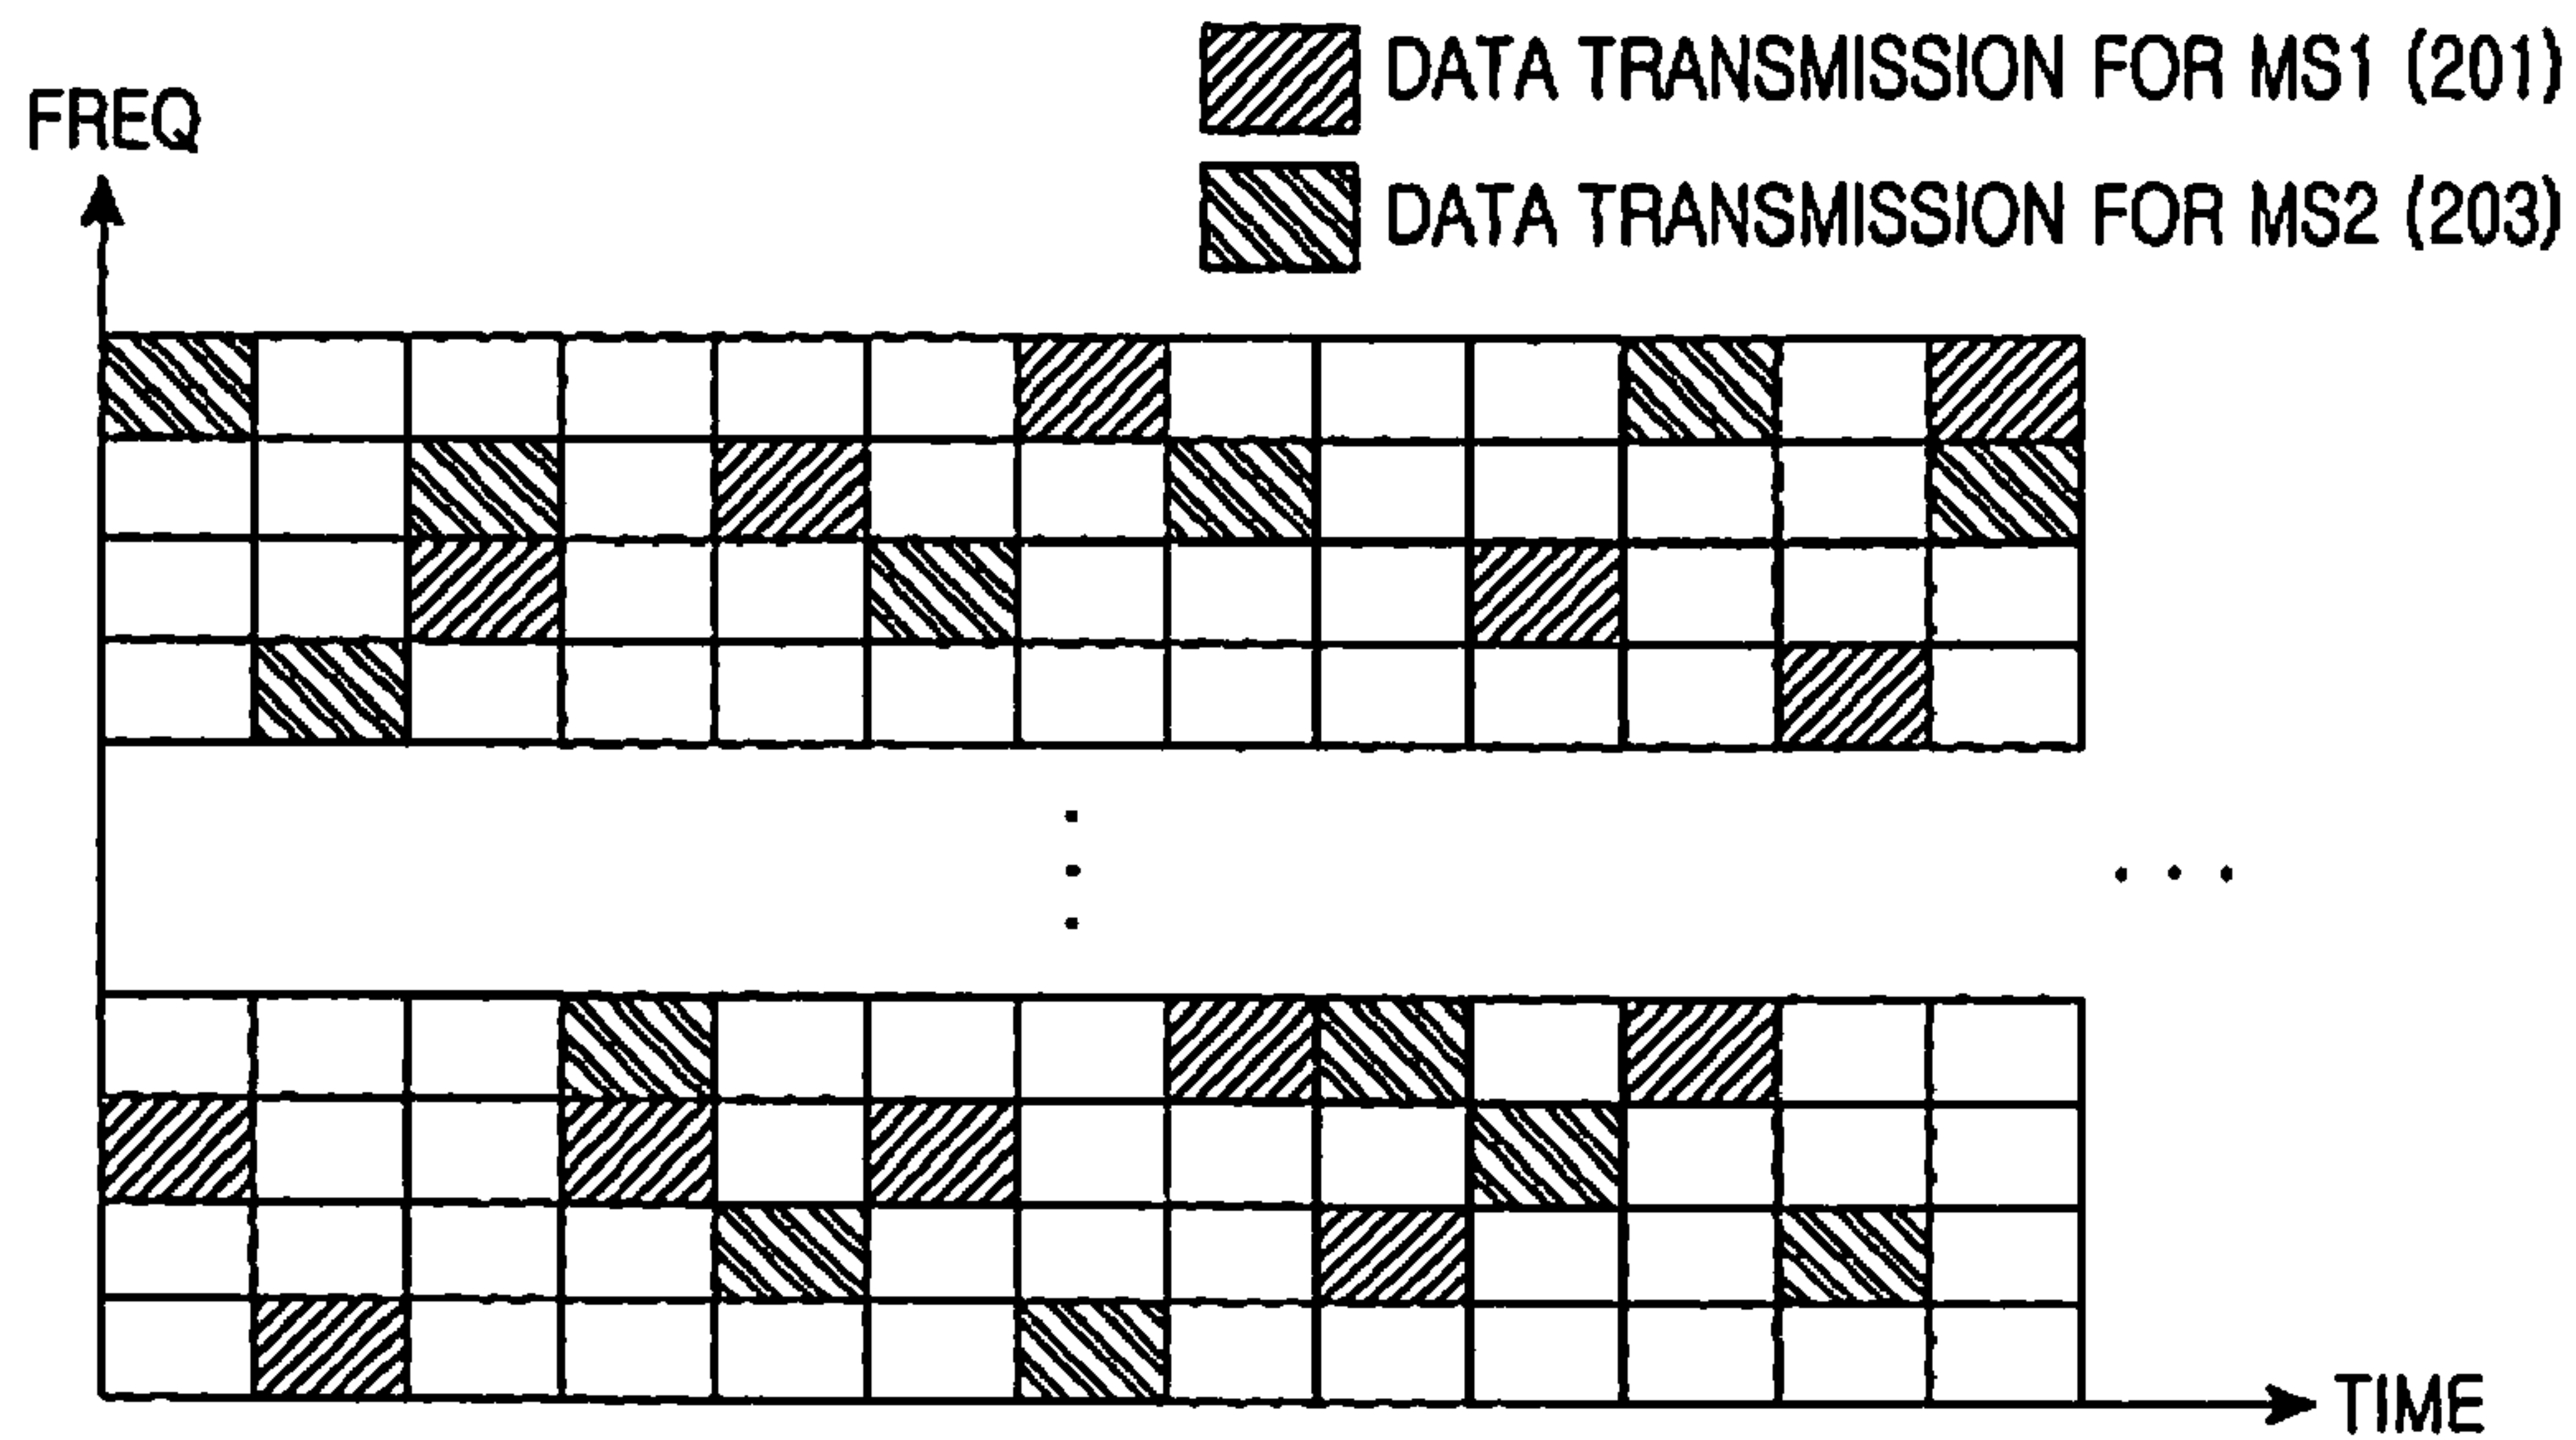 DATA TRANSMISSION FOR MS1 (201)
FREQ
DATA TRANSMISSION FOR MS2 (203)
TIME